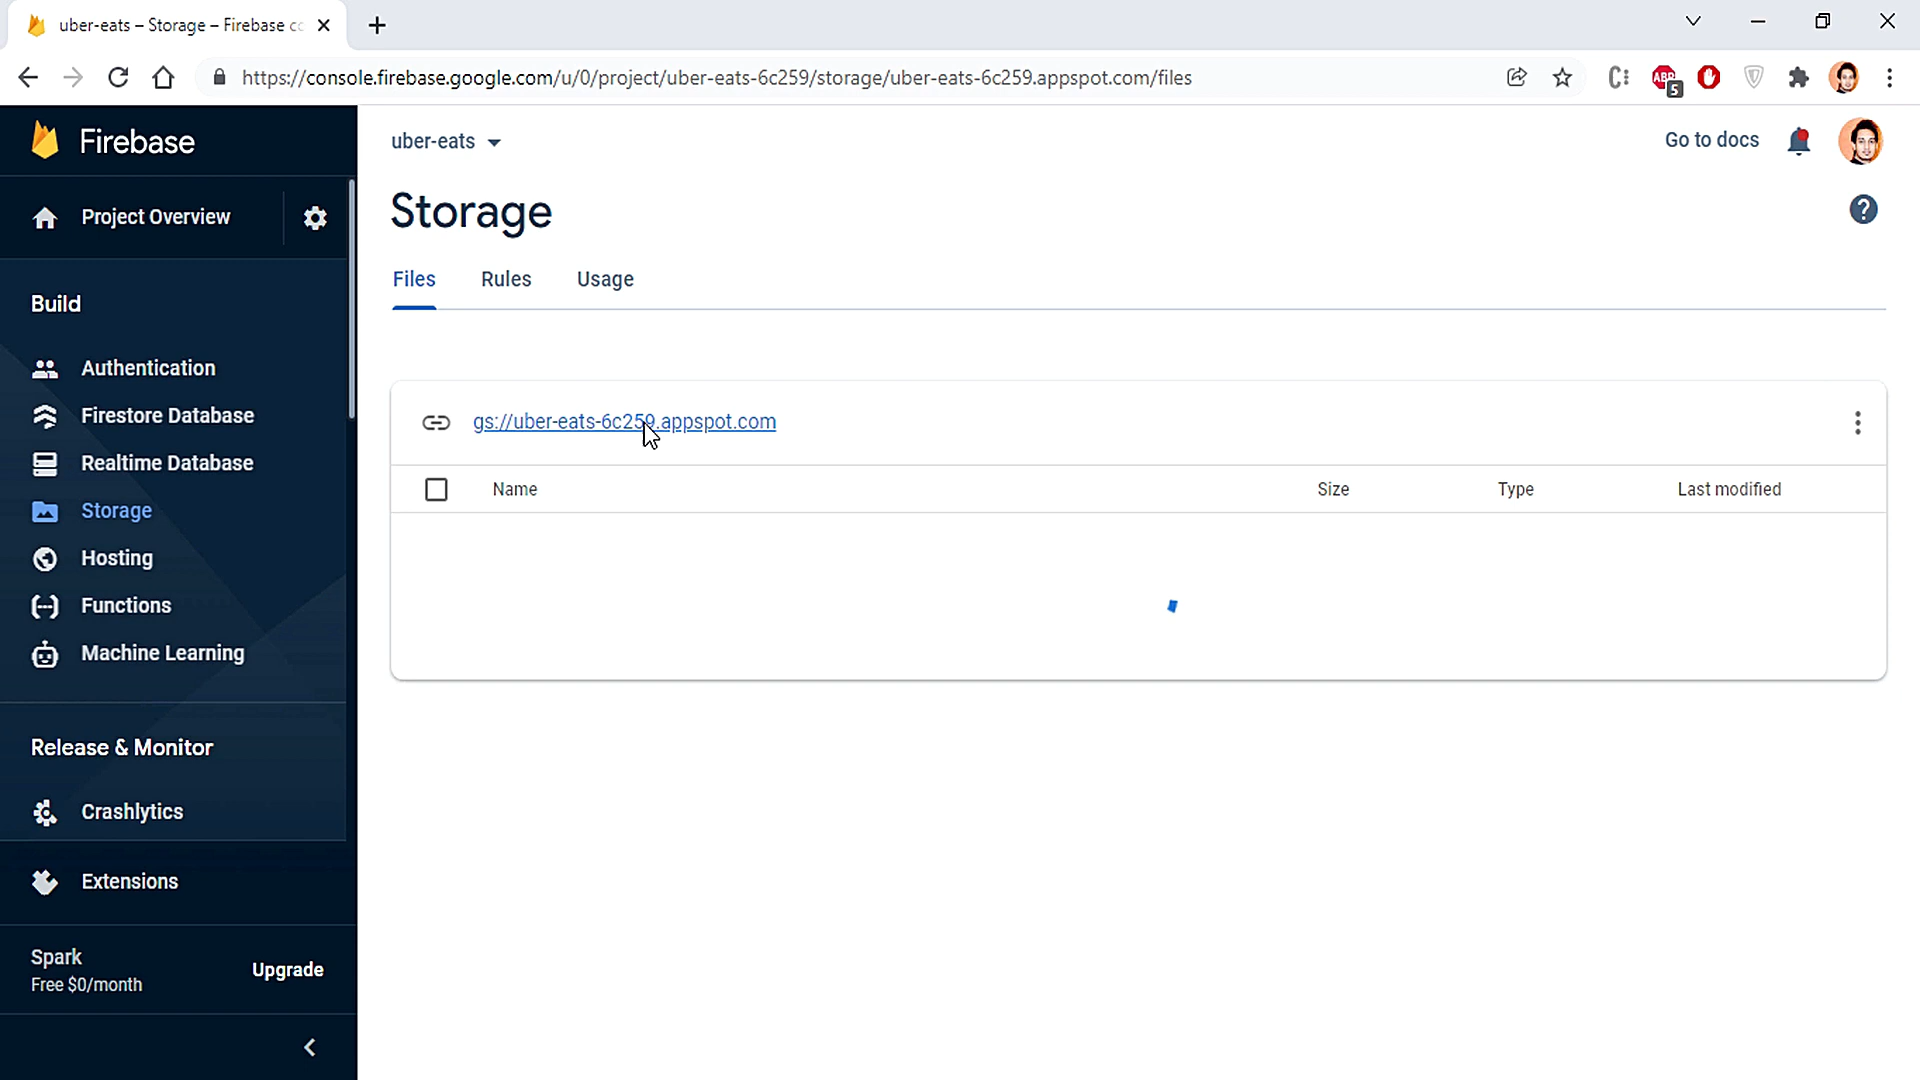 uber-eats – Storage – Firebase co
https://console.firebase.google.com/u/0/project/uber-eats-6c259/storage/uber-eats-6c259.appspot.com/files
ABP
5
Firebase
uber-eats
Go to docs
Project Overview
Storage
?
Files
Rules
Usage
Build
Authentication
Firestore Database
Realtime Database
Storage
Hosting
Functions
Machine Learning
gs://uber-eats-6c259.appspot.com
Name
Size
Type
Last modified
Release & Monitor
Crashlytics
Extensions
Spark
Free $0/month
Upgrade